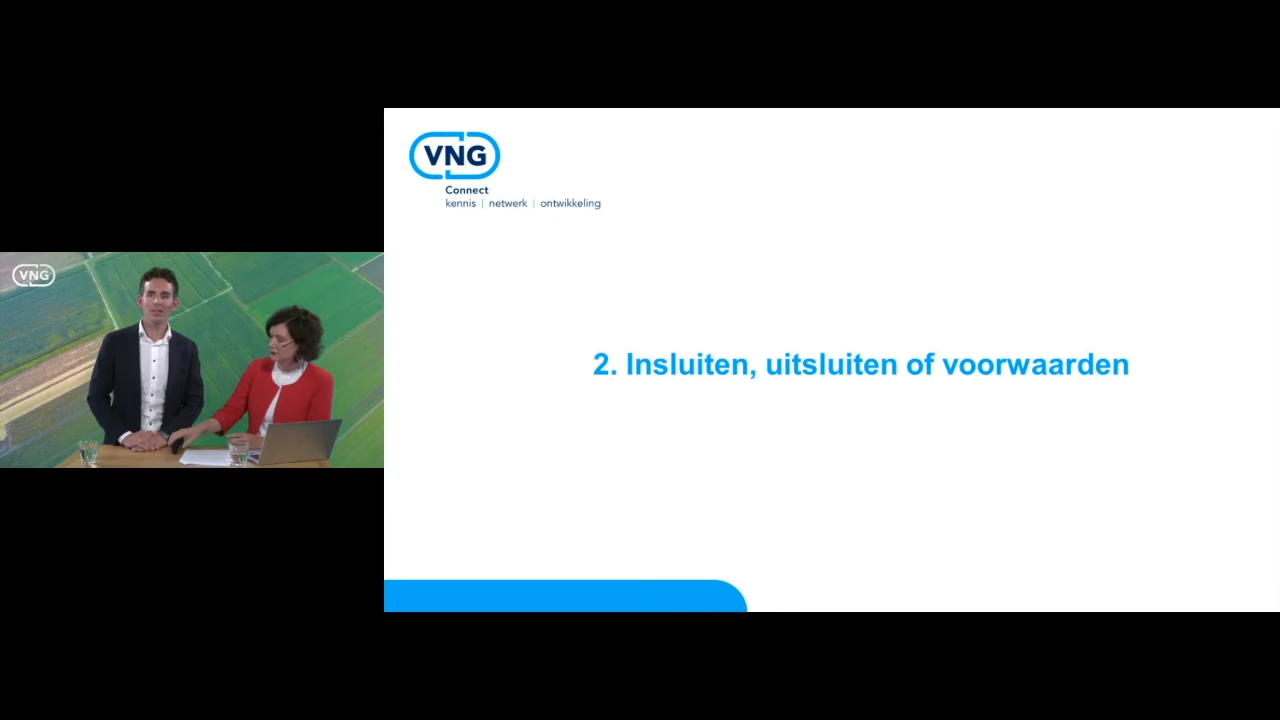 VNG
VNG
Connect
kennis | netwerk | ontwikkeling
2. Insluiten, uitsluiten of voorwaarden